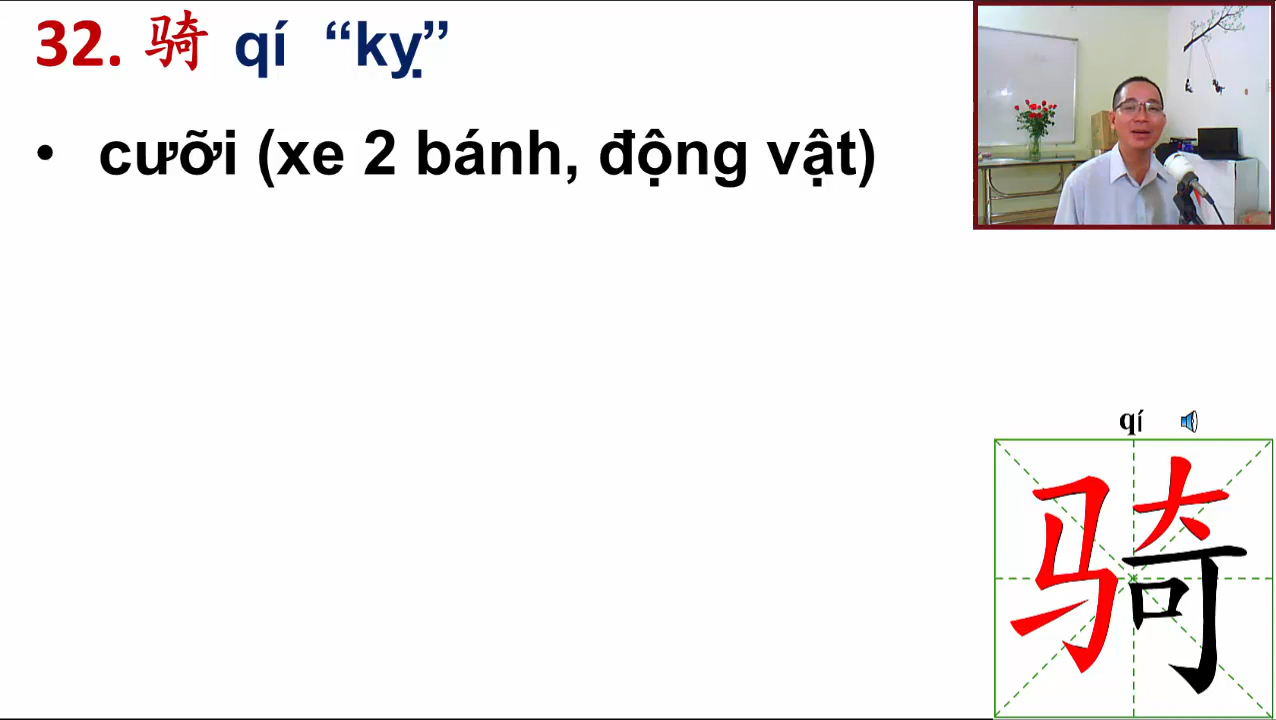 32. 骑 qí “kỵ”
• cưỡi (xe 2 bánh, động vật)
qí
骑